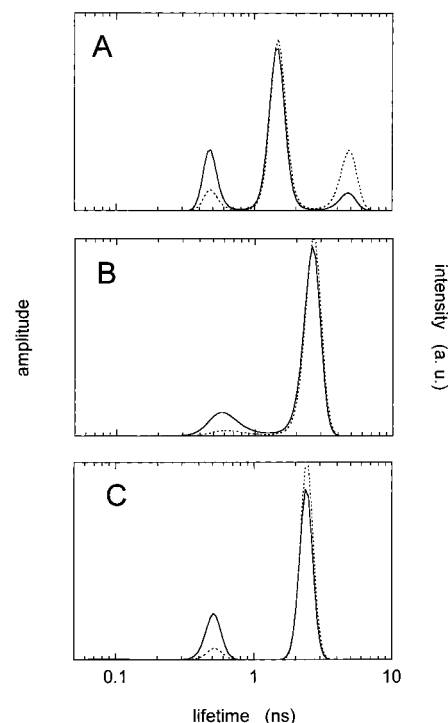 A
B
C
amplitude
intensity (a. u.)
0.1
1
10
lifetime (ns)